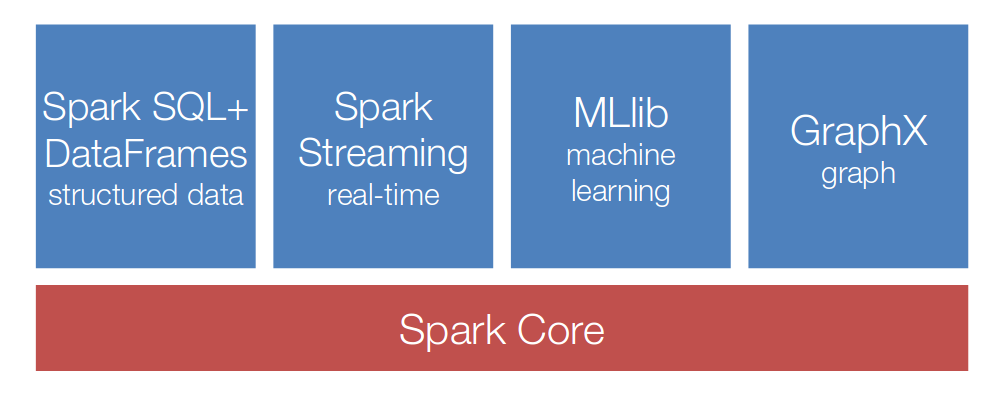 Spark SQL+
DataFrames
structured data
Spark
Streaming
real-time
MLlib
machine
learning
GraphX
graph
Spark Core